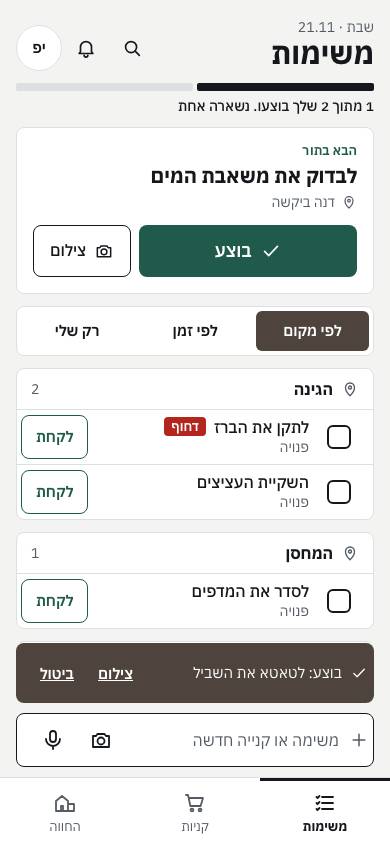 שבת · 21.11
משימות
יפ
1 מתוך 2 שלך בוצעו. נשארה אחת
הבא בתור
לבדוק את משאבת המים
דנה ביקשה
בוצע
צילום
לפי מקום
לפי זמן
רק שלי
הגינה
2
לתקן את הברז דחוף
פנויה
לקחת
השקיית העציצים
פנויה
לקחת
המחסן
1
לסדר את המדפים
פנויה
לקחת
בוצע: לטאטא את השביל
צילום
ביטול
משימה או קנייה חדשה
משימות
קניות
החווה